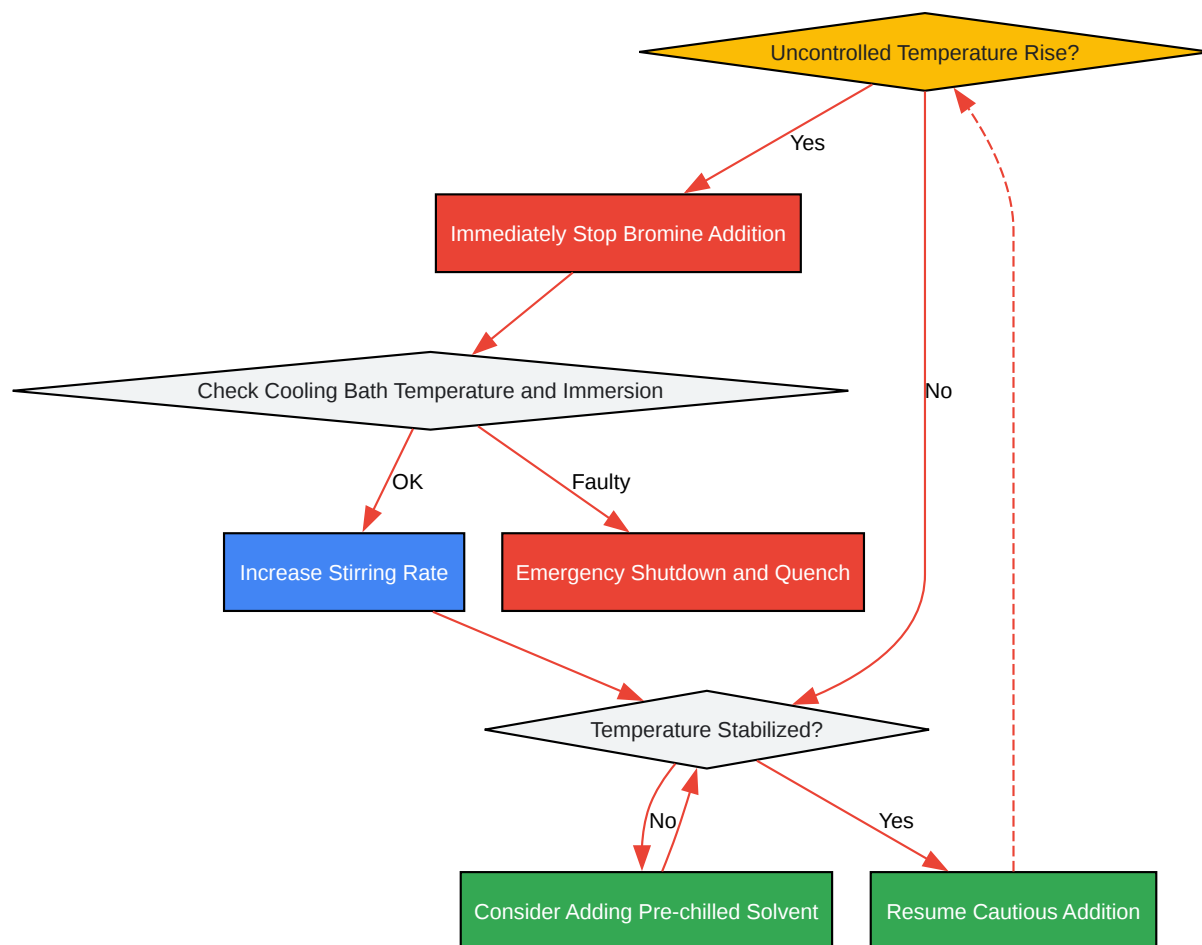 Uncontrolled Temperature Rise?
Yes
Immediately Stop Bromine Addition
Check Cooling Bath Temperature and Immersion
No
OK
Faulty
Increase Stirring Rate
Emergency Shutdown and Quench
Temperature Stabilized?
No
Yes
Consider Adding Pre-chilled Solvent
Resume Cautious Addition